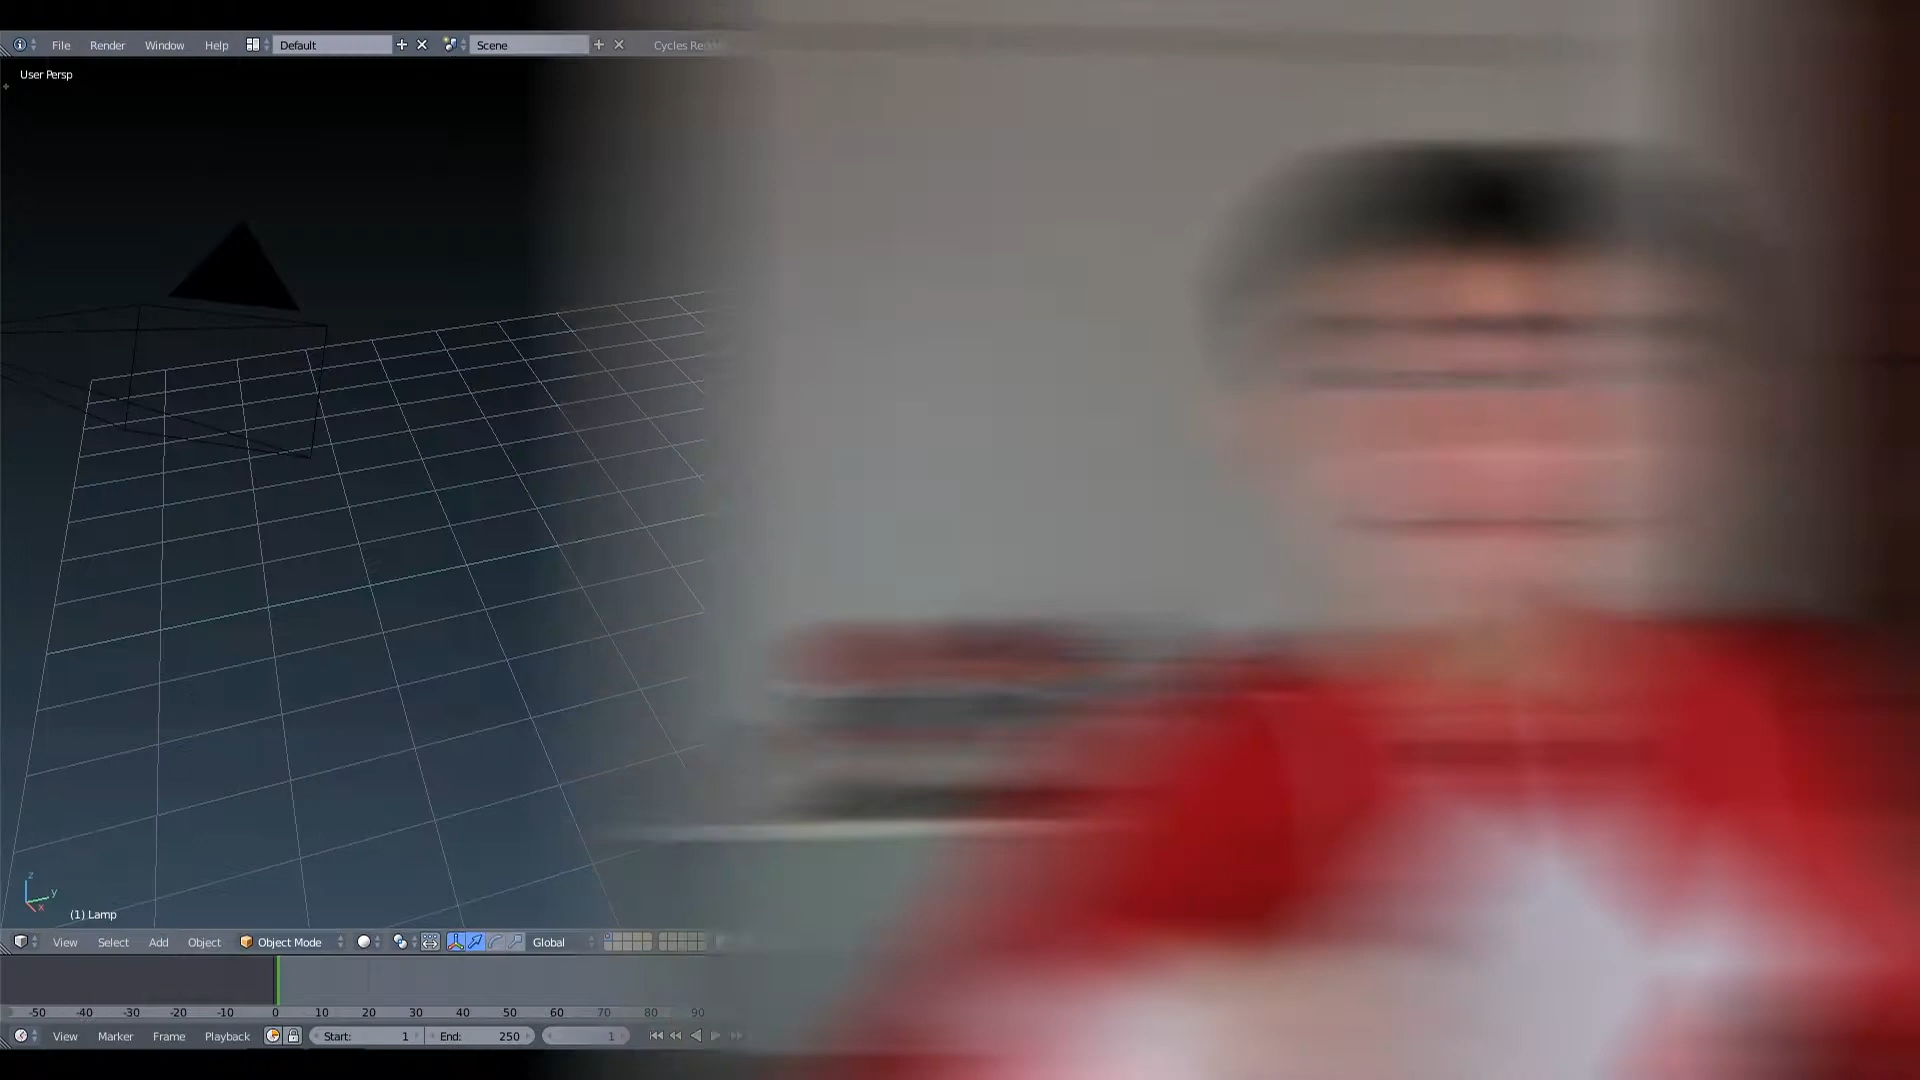 File Render Window Help Default Scene Cycles
User Persp
z
y
x
(1) Lamp
View Select Add Object Object Mode Global
-50 -40 -30 -20 -10 0 10 20 30 40 50 60 70 80 90
View Marker Frame Playback Start: 1 End: 250 1